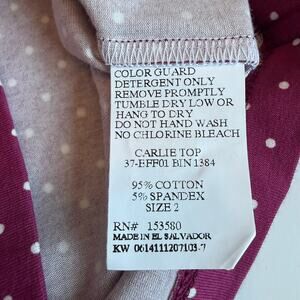 COLOR GUARD
DETERGENT ONLY
REMOVE PROMPTLY
TUMBLE DRY LOW OR
HANG TO DRY
DO NOT HAND WASH
NO CHLORINE BLEACH
CARLIE TOP
37-EFF01 BIN 1384
95% COTTON
5% SPANDEX
SIZE 2
RN# 153580
MADE IN EL SALVADOR
KW 0614111207103-7